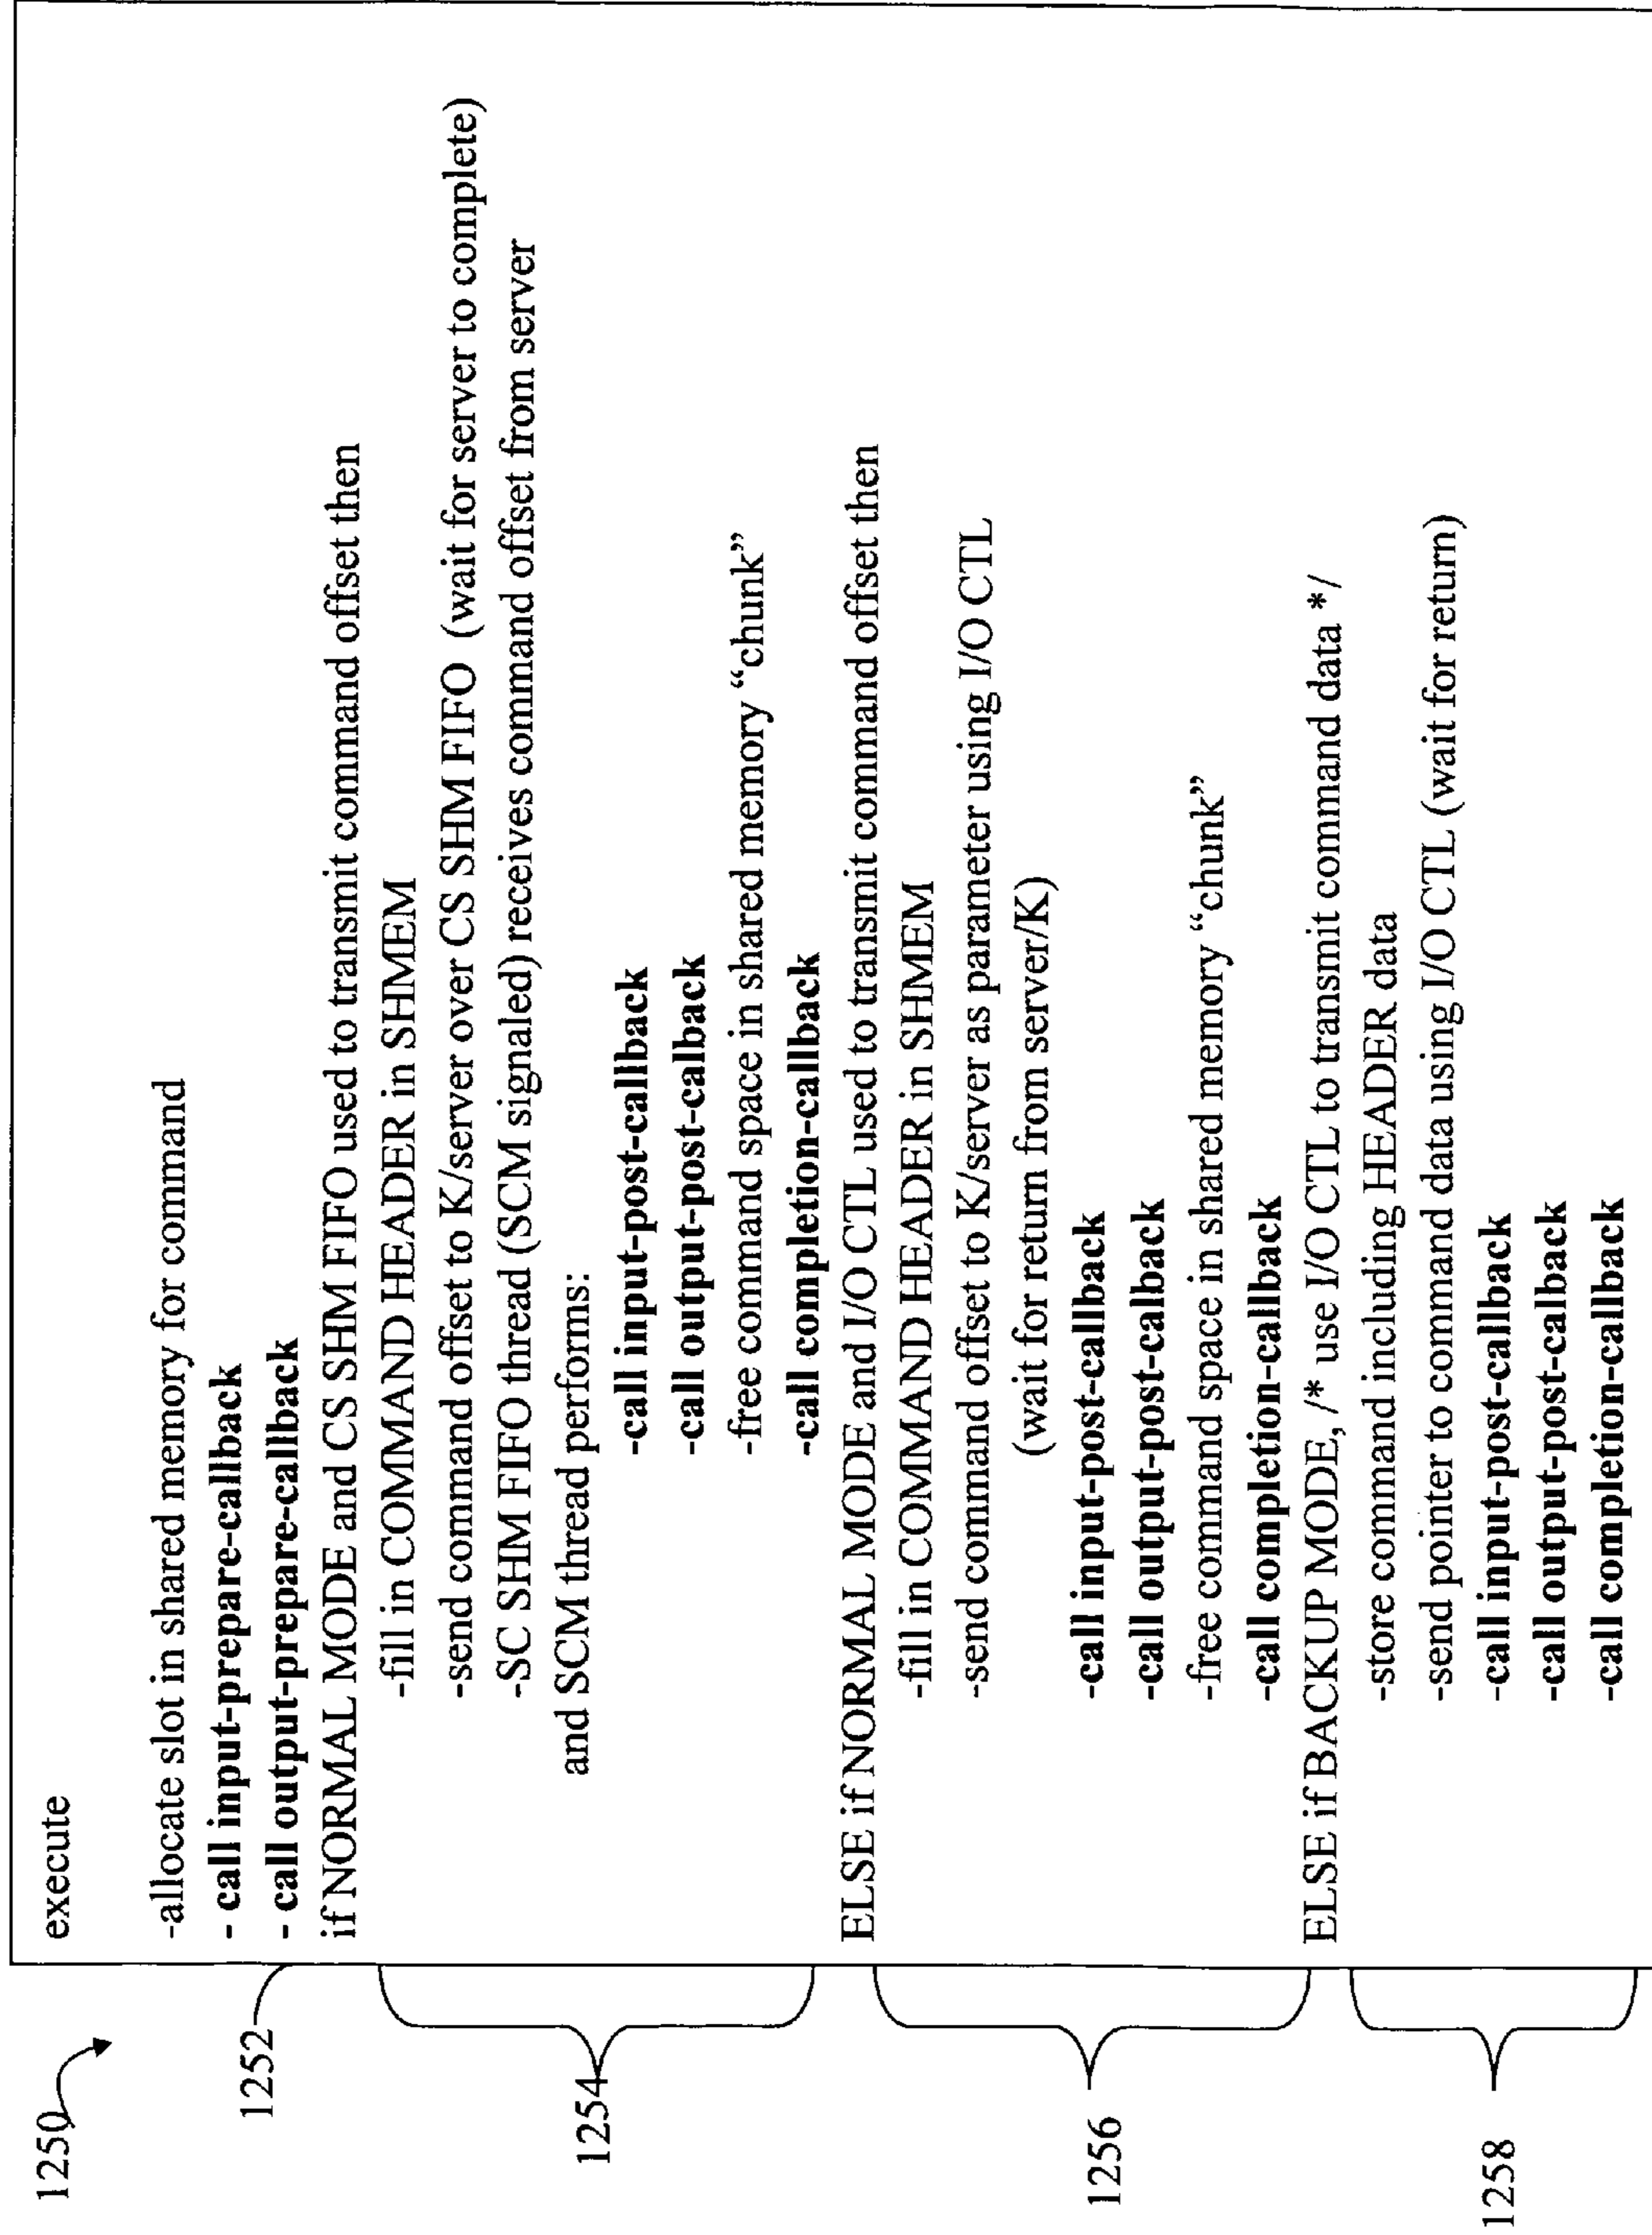 1250
execute
-allocate slot in shared memory for command
- call input-prepare-callback
1252
- call output-prepare-callback
if NORMAL MODE and CS SHM FIFO used to transmit command offset then
1254
-fill in COMMAND HEADER in SHMEM
-send command offset to K/server over CS SHM FIFO (wait for server to complete)
-SC SHM FIFO thread (SCM signaled) receives command offset from server
and SCM thread performs:
-call input-post-callback
-call output-post-calback
-free command space in shared memory “chunk”
-call completion-callback
ELSE if NORMAL MODE and I/O CTL used to transmit command offset then
1256
-fill in COMMAND HEADER in SHMEM
-send command offset to K/server as parameter using I/O CTL
(wait for return from server/K)
-call input-post-callback
-call output-post-calback
-free command space in shared memory “chunk”
-call completion-callback
ELSE if BACKUP MODE, /* use I/O CTL to transmit command data */
1258
-store command including HEADER data
-send pointer to command data using I/O CTL (wait for return)
-call input-post-callback
-call output-post-calback
-call completion-callback